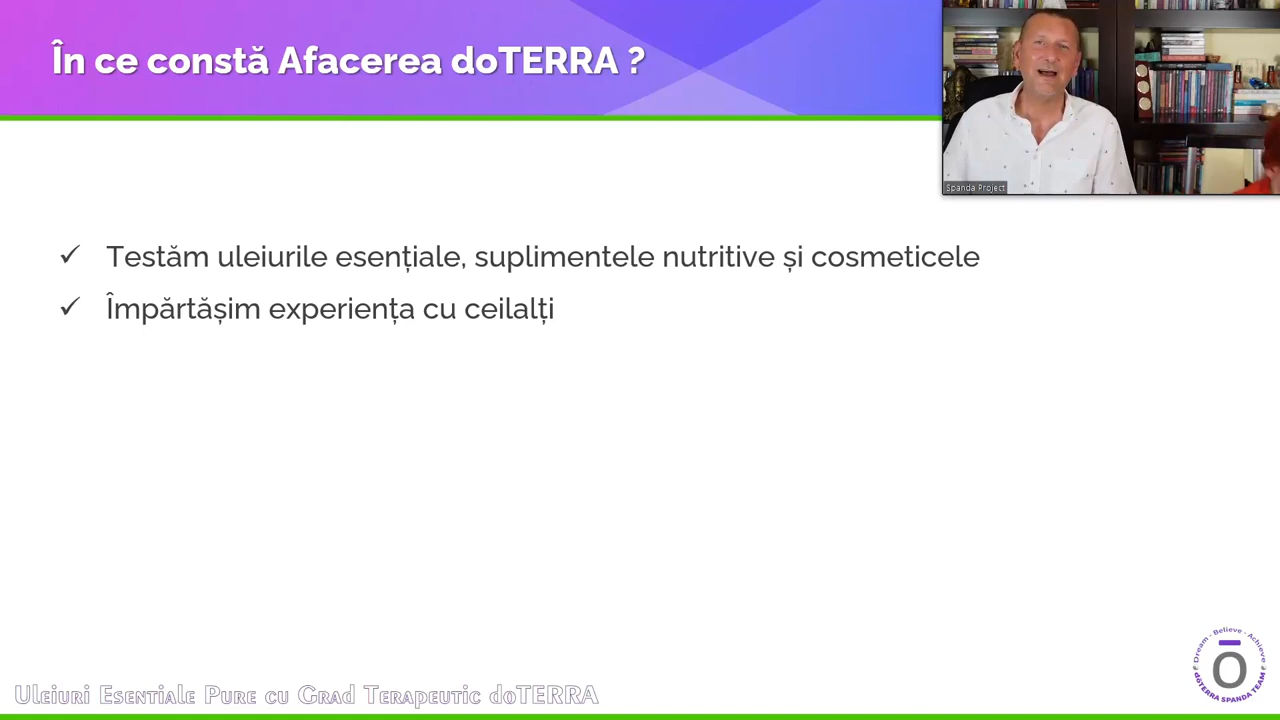 În ce constă Afacerea doTERRA ?
Spanda Project
✓ Testăm uleiurile esențiale, suplimentele nutritive și cosmeticele
✓ Împărtășim experiența cu ceilalți
Dream - Believe - Achieve
O
dōTERRA SPANDA TEAM
Uleiuri Esentiale Pure cu Grad Terapeutic doTERRA